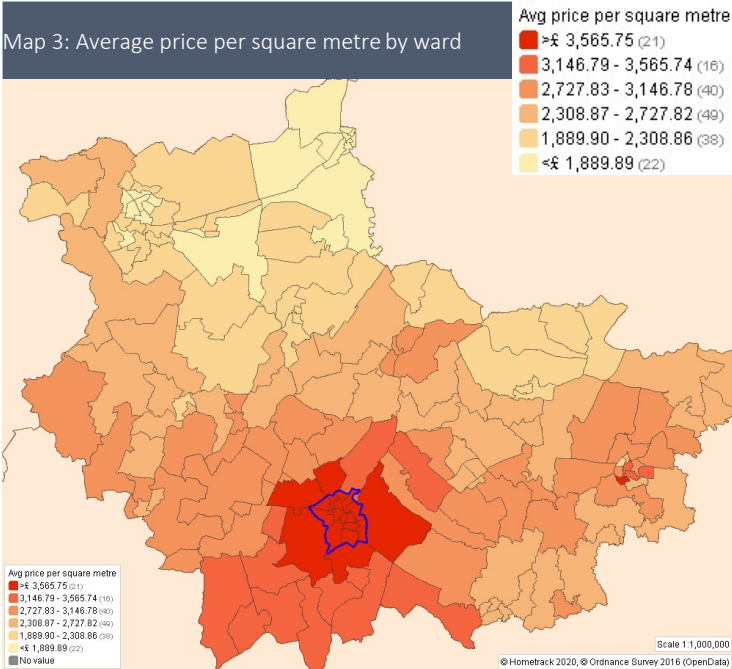 Map 3: Average price per square metre by ward
Avg price per square metre
>£ 3,565.75 (21)
3,146.79 - 3,565.74 (16)
2,727.83 - 3,146.78 (40)
2,308.87 - 2,727.82 (49)
1,889.90 - 2,308.86 (38)
<£ 1,889.89 (22)
Avg price per square metre
>£ 3,565.75 (21)
3,146.79 - 3,565.74 (16)
2,727.83 - 3,146.78 (40)
2,308.87 - 2,727.82 (49)
1,889.90 - 2,308.86 (38)
<£ 1,889.89 (22)
No value
Scale 1:1,000,000
© Hometrack 2020, © Ordnance Survey 2016 (OpenData)